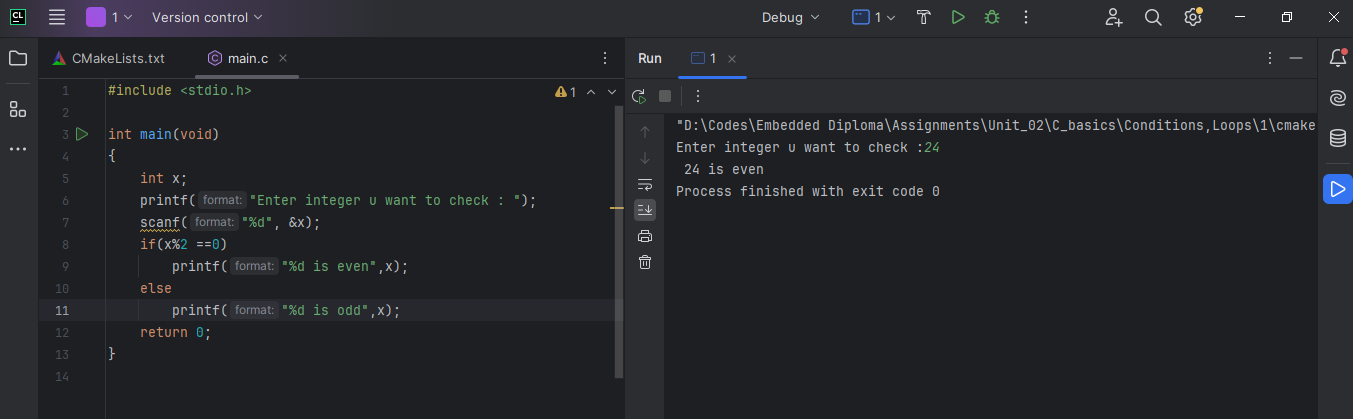 CL 1 Version control Debug 1
CMakeLists.txt main.c Run 1
1 #include <stdio.h> 1
2
3 int main(void)
4 {
5 int x;
6 printf( format: "Enter integer u want to check : ");
7 scanf( format: "%d", &x);
8 if(x%2 ==0)
9 printf( format: "%d is even",x);
10 else
11 printf( format: "%d is odd",x);
12 return 0;
13 }
14
"D:\Codes\Embedded Diploma\Assignments\Unit_02\C_basics\Conditions,Loops\1\cmake
Enter integer u want to check :24
24 is even
Process finished with exit code 0